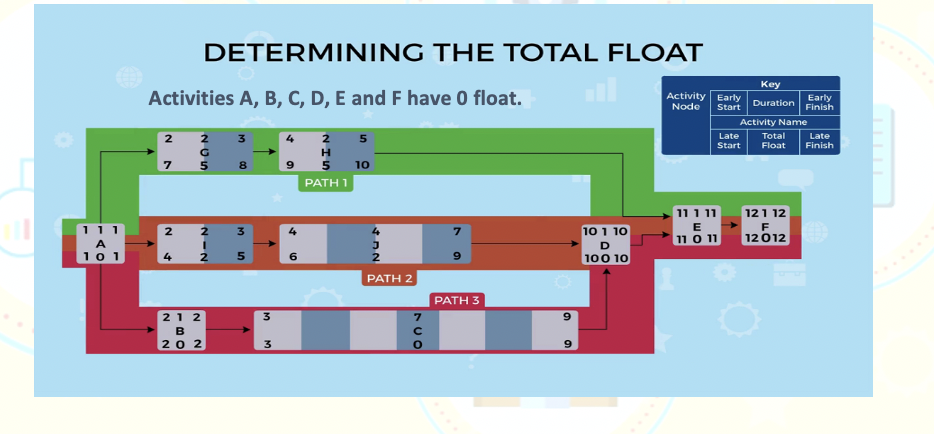 DETERMINING THE TOTAL FLOAT
Activities A, B, C, D, E and F have 0 float.
Key
Activity Node
Early Start
Duration
Early Finish
Activity Name
Late Start
Total Float
Late Finish
2 2 3
G
7 5 8
4 2 5
H
9 5 10
PATH 1
1 1 1
A
1 0 1
2 2 3
I
4 2 5
4 4 7
J
6 2 9
10 1 10
D
10 0 10
11 1 11
E
11 0 11
12 1 12
F
12 0 12
PATH 2
PATH 3
2 1 2
B
2 0 2
3 7 9
C
3 0 9